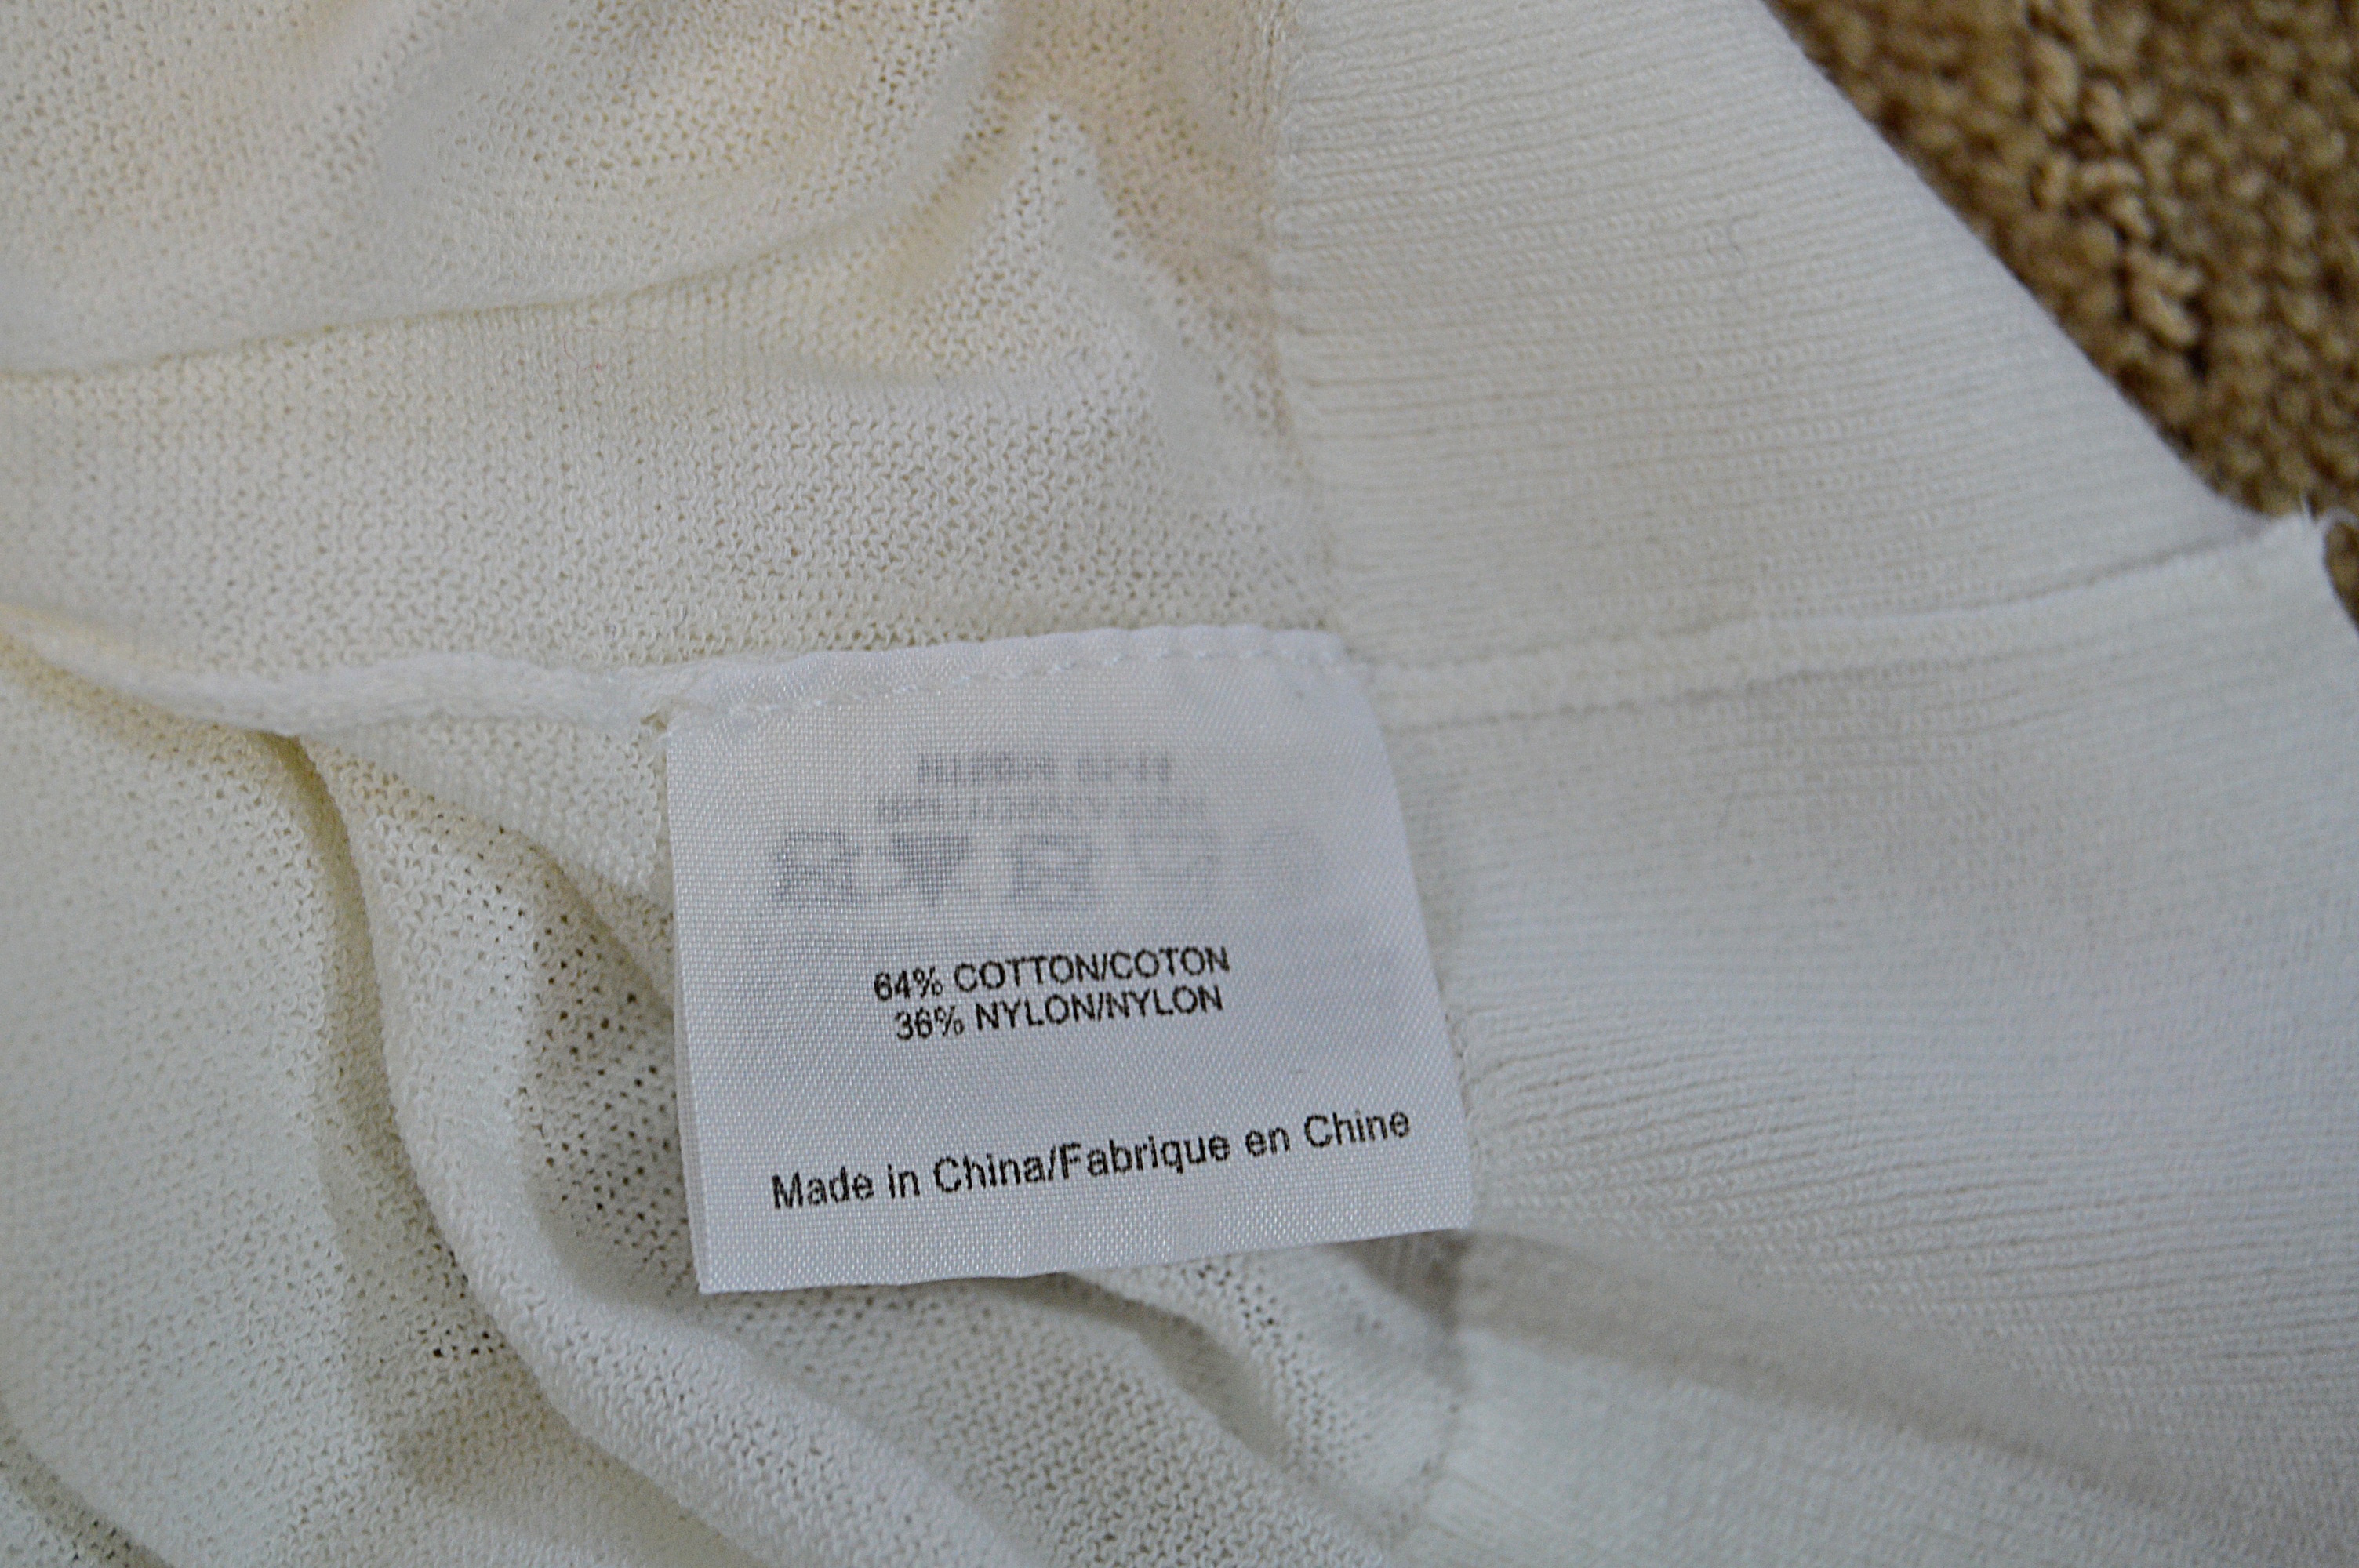 64% COTTON/COTON
36% NYLON/NYLON
Made in China/Fabrique en Chine